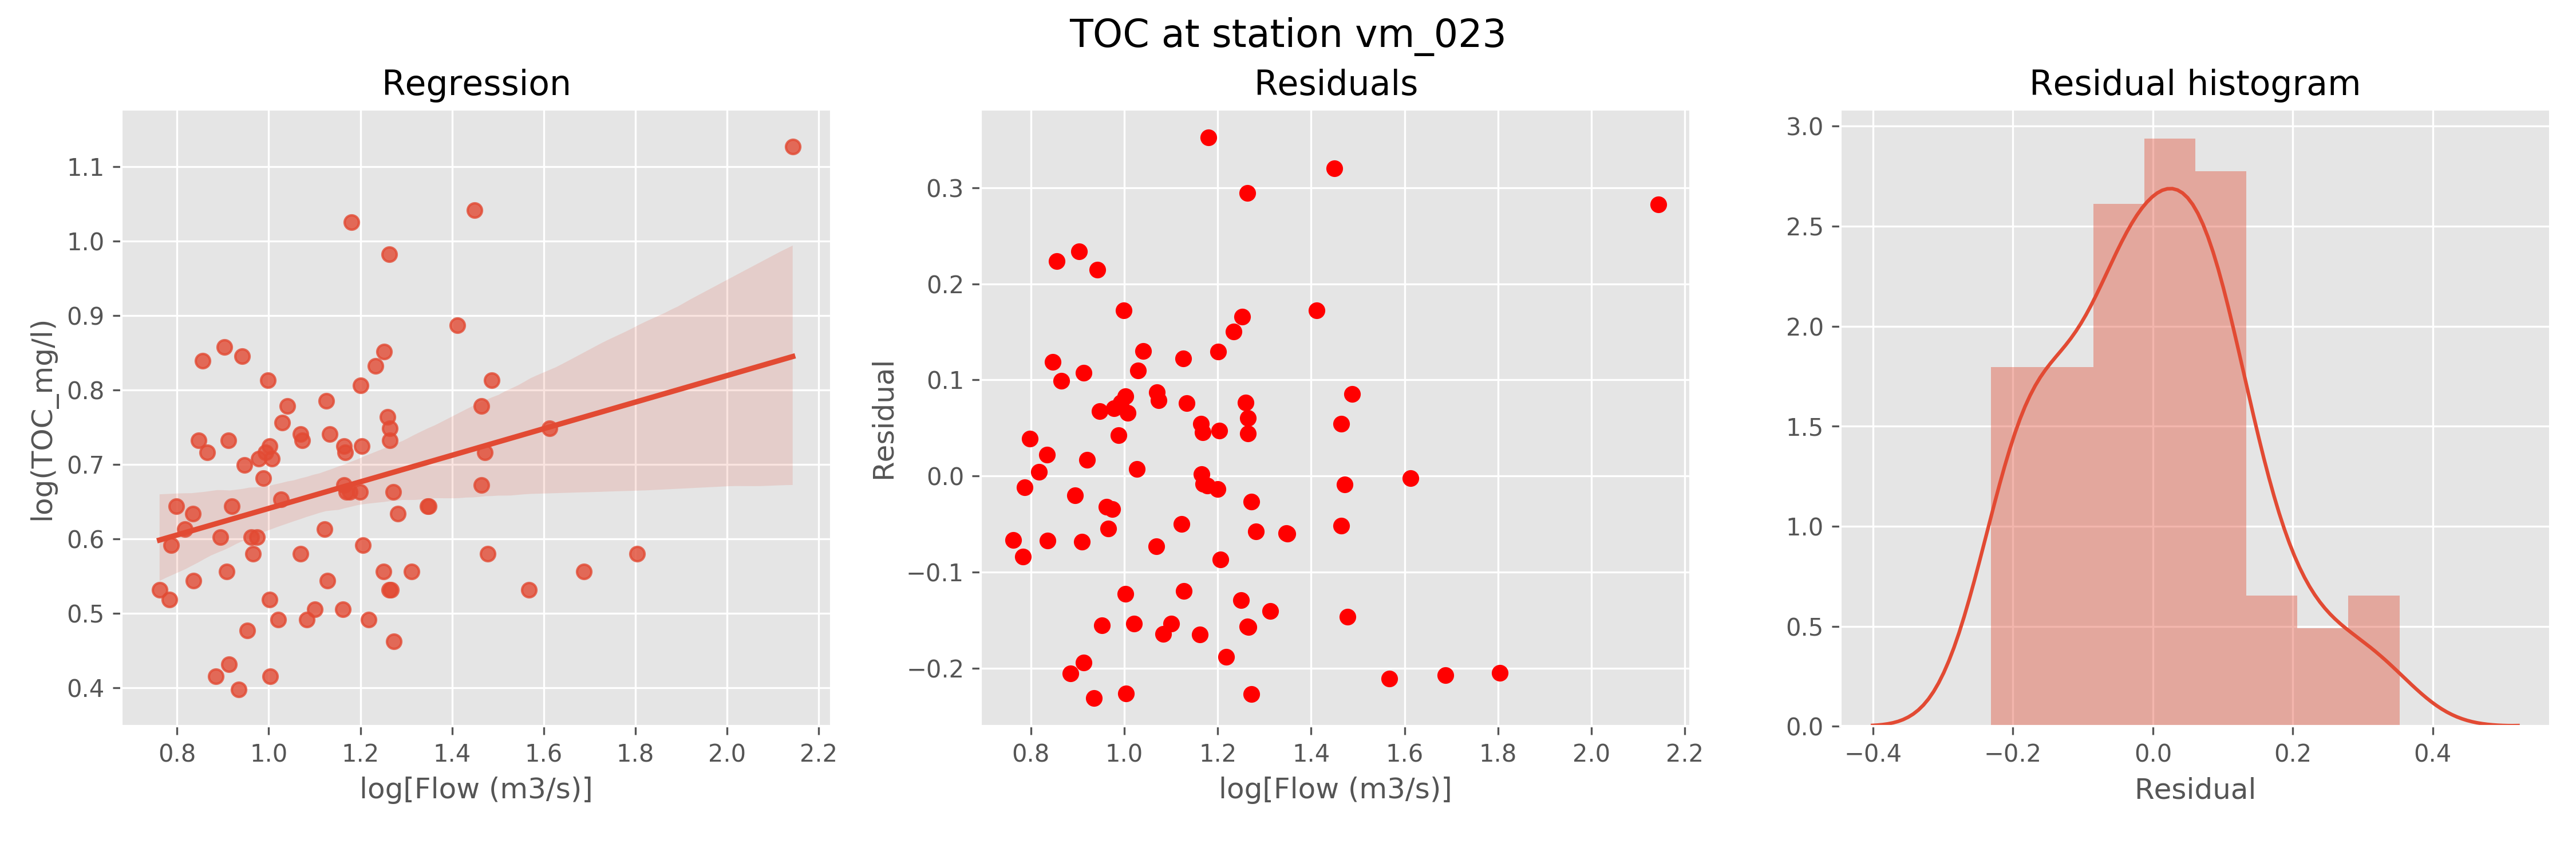 TOC at station vm_023
Regression
log(TOC_mg/l)
1.1
1.0
0.9
0.8
0.7
0.6
0.5
0.4
0.8 1.0 1.2 1.4 1.6 1.8 2.0 2.2
log[Flow (m3/s)]
Residuals
Residual
0.3
0.2
0.1
0.0
−0.1
−0.2
0.8 1.0 1.2 1.4 1.6 1.8 2.0 2.2
log[Flow (m3/s)]
Residual histogram
3.0
2.5
2.0
1.5
1.0
0.5
0.0
−0.4 −0.2 0.0 0.2 0.4
Residual